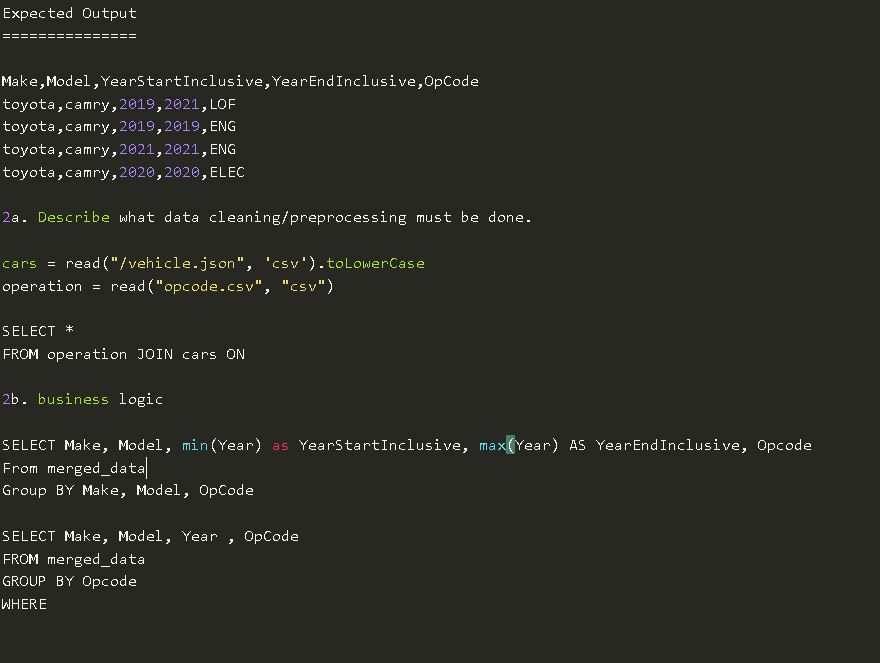 Expected Output
===============
Make,Model,YearStartInclusive,YearEndInclusive,OpCode
toyota,camry,2019,2021,LOF
toyota,camry,2019,2019,ENG
toyota,camry,2021,2021,ENG
toyota,camry,2020,2020,ELEC
2a. Describe what data cleaning/preprocessing must be done.
cars = read("/vehicle.json", 'csv').toLowerCase
operation = read("opcode.csv", "csv")
SELECT *
FROM operation JOIN cars ON
2b. business logic
SELECT Make, Model, min(Year) as YearStartInclusive, max(Year) AS YearEndInclusive, Opcode
From merged_data
Group BY Make, Model, OpCode
SELECT Make, Model, Year , OpCode
FROM merged_data
GROUP BY Opcode
WHERE